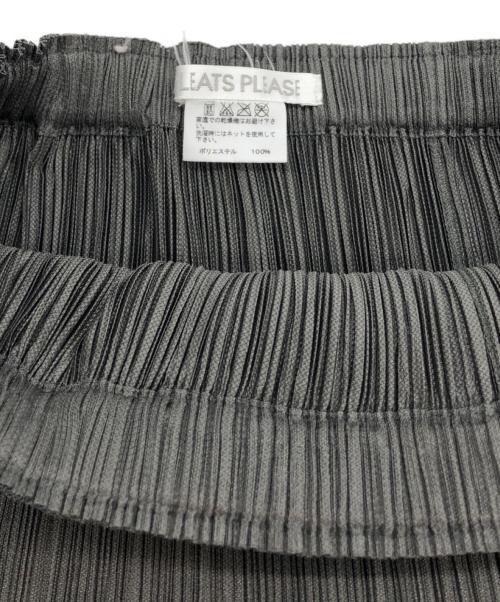 LEATS PLEASE
家庭での乾燥機はお避け下さい。
洗濯時にはネットを使用して下さい。
ポリエステル 100%